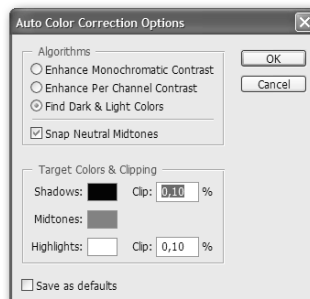 Auto Color Correction Options
Algorithms
Enhance Monochromatic Contrast
Enhance Per Channel Contrast
Find Dark & Light Colors
Snap Neutral Midtones
OK
Cancel
Target Colors & Clipping
Shadows: Clip: 0,10 %
Midtones:
Highlights: Clip: 0,10 %
Save as defaults